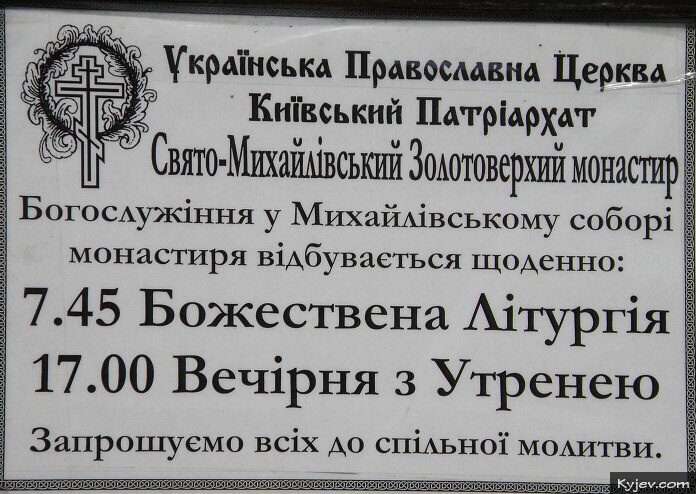 Українська Православна Церква
Київський Патріархат
Свято-Михайлівський Золотоверхий монастир
Богослужіння у Михайлівському соборі
монастиря відбувається щоденно:
7.45 Божествена Літургія
17.00 Вечірня з Утренею
Запрошуємо всіх до спільної молитви.
Kyjev.com